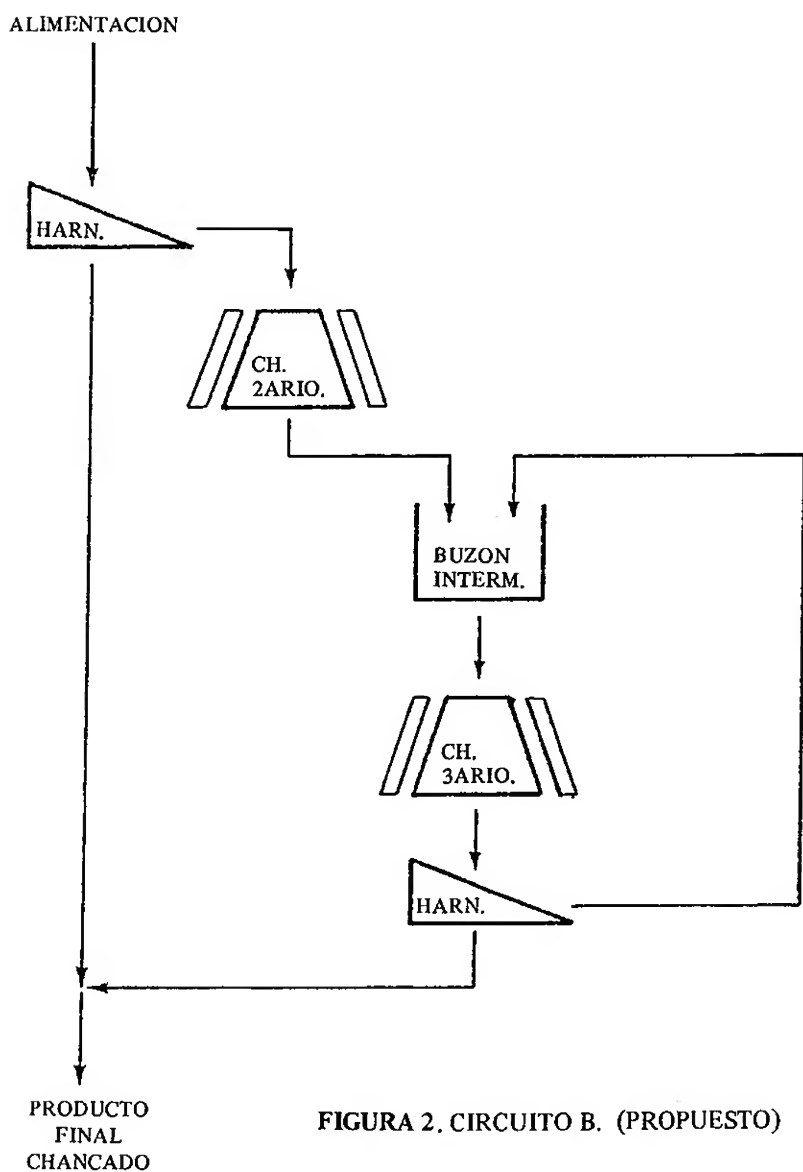 ALIMENTACION
HARN.
CH.
2ARIO.
BUZON
INTERM.
CH.
3ARIO.
HARN.
PRODUCTO
FINAL
CHANCADO
FIGURA 2. CIRCUITO B. (PROPUESTO)